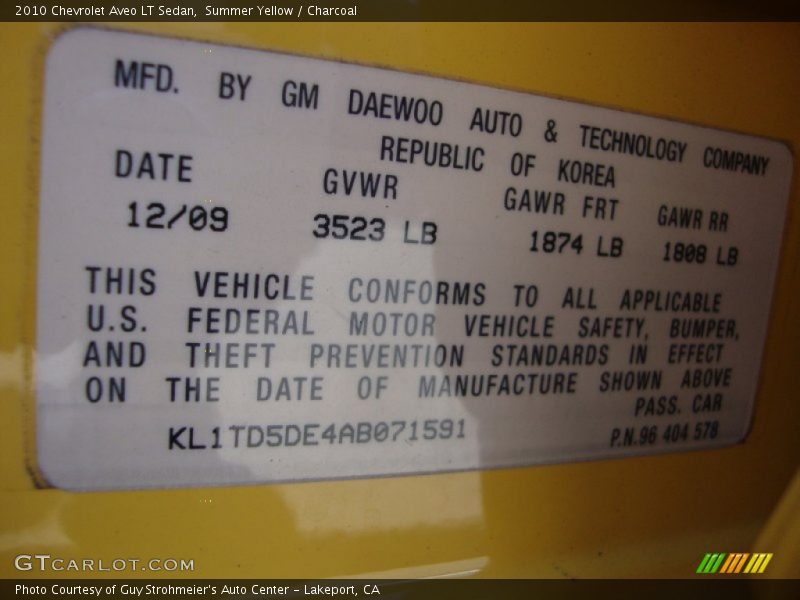 2010 Chevrolet Aveo LT Sedan,  Summer Yellow / Charcoal
MFD. BY GM DAEWOO AUTO & TECHNOLOGY COMPANY
REPUBLIC OF KOREA
DATE GVWR GAWR FRT GAWR RR
12/09 3523 LB 1874 LB 1808 LB
THIS VEHICLE CONFORMS TO ALL APPLICABLE
U.S. FEDERAL MOTOR VEHICLE SAFETY, BUMPER,
AND THEFT PREVENTION STANDARDS IN EFFECT
ON THE DATE OF MANUFACTURE SHOWN ABOVE
PASS. CAR
KL1TD5DE4AB071591 P.N.96 404 578
GTCARLOT.COM
Photo Courtesy of Guy Strohmeier's Auto Center - Lakeport, CA